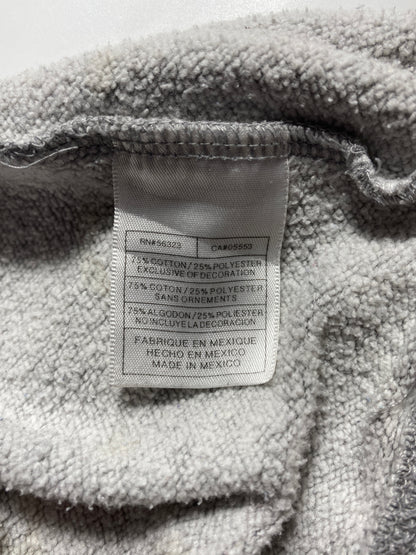 RN#56323 CA#05553
75% COTTON / 25% POLYESTER
EXCLUSIVE OF DECORATION
75% COTON / 25% POLYESTER
SANS ORNEMENTS
75% ALGODON / 25% POLIESTER
NO INCLUYE LA DECORACION
FABRIQUE EN MEXIQUE
HECHO EN MEXICO
MADE IN MEXICO